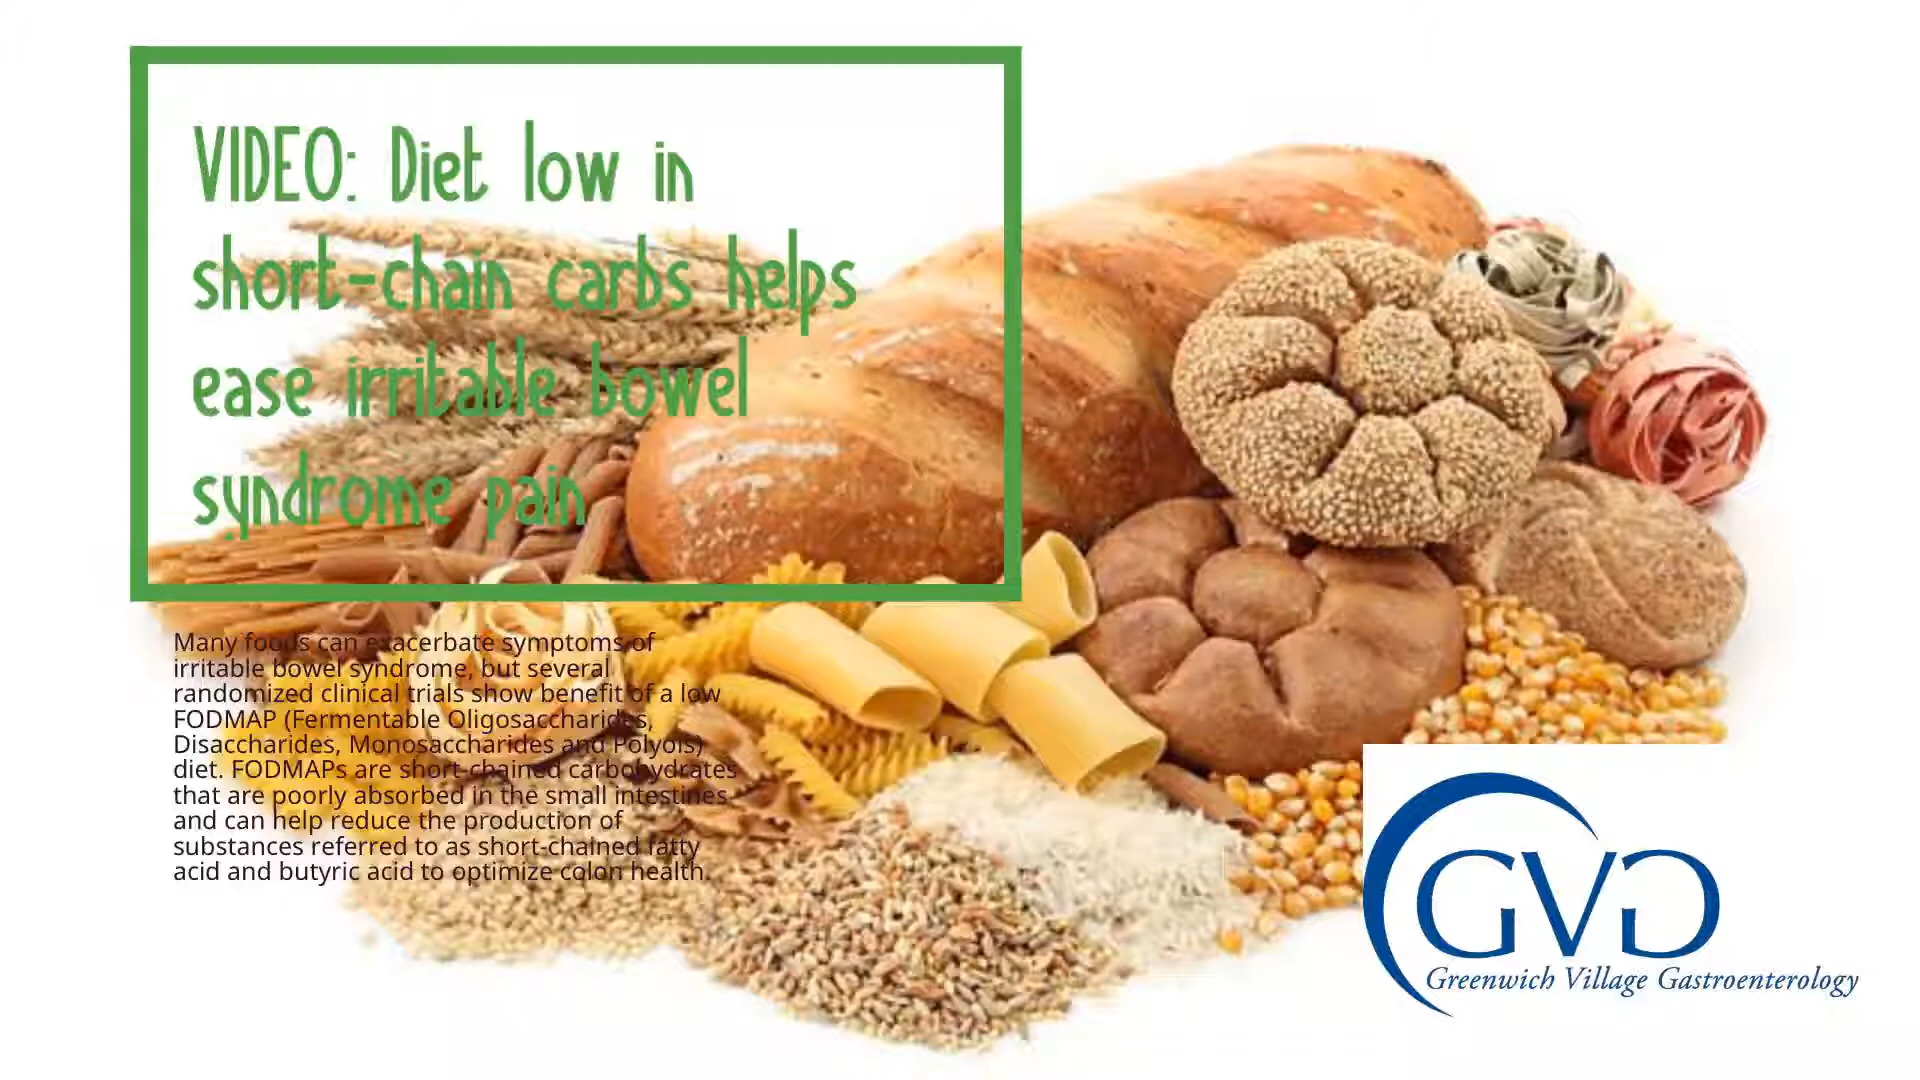 VIDEO: Diet low in
short-chain carbs helps
ease irritable bowel
syndrome pain
Many foods can exacerbate symptoms of
irritable bowel syndrome, but several
randomized clinical trials show benefit of a low
FODMAP (Fermentable Oligosaccharides,
Disaccharides, Monosaccharides and Polyols)
diet. FODMAPs are short-chained carbohydrates
that are poorly absorbed in the small intestines
and can help reduce the production of
substances referred to as short-chained fatty
acid and butyric acid to optimize colon health.
GVG
Greenwich Village Gastroenterology